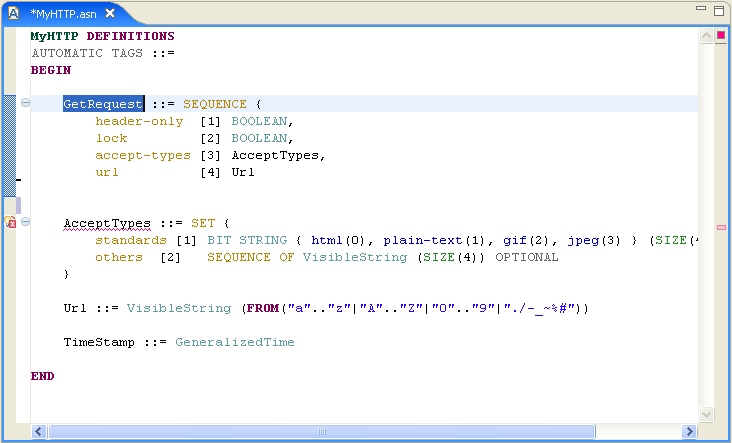 *MyHTTP.asn
MyHTTP DEFINITIONS
AUTOMATIC TAGS ::=
BEGIN
GetRequest ::= SEQUENCE {
header-only [1] BOOLEAN,
lock [2] BOOLEAN,
accept-types [3] AcceptTypes,
url [4] Url
AcceptTypes ::= SET {
standards [1] BIT STRING { html(0), plain-text(1), gif(2), jpeg(3) } (SIZE(4
others [2] SEQUENCE OF VisibleString (SIZE(4)) OPTIONAL
}
Url ::= VisibleString (FROM("a".."z"|"A".."Z"|"0".."9"|"./-_~%#"))
TimeStamp ::= GeneralizedTime
END